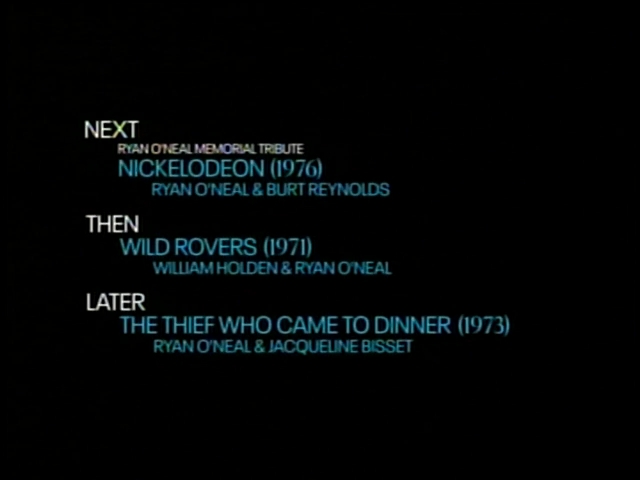 NEXT
RYAN O'NEAL MEMORIAL TRIBUTE
NICKELODEON (1976)
RYAN O'NEAL & BURT REYNOLDS
THEN
WILD ROVERS (1971)
WILLIAM HOLDEN & RYAN O'NEAL
LATER
THE THIEF WHO CAME TO DINNER (1973)
RYAN O'NEAL & JACQUELINE BISSET